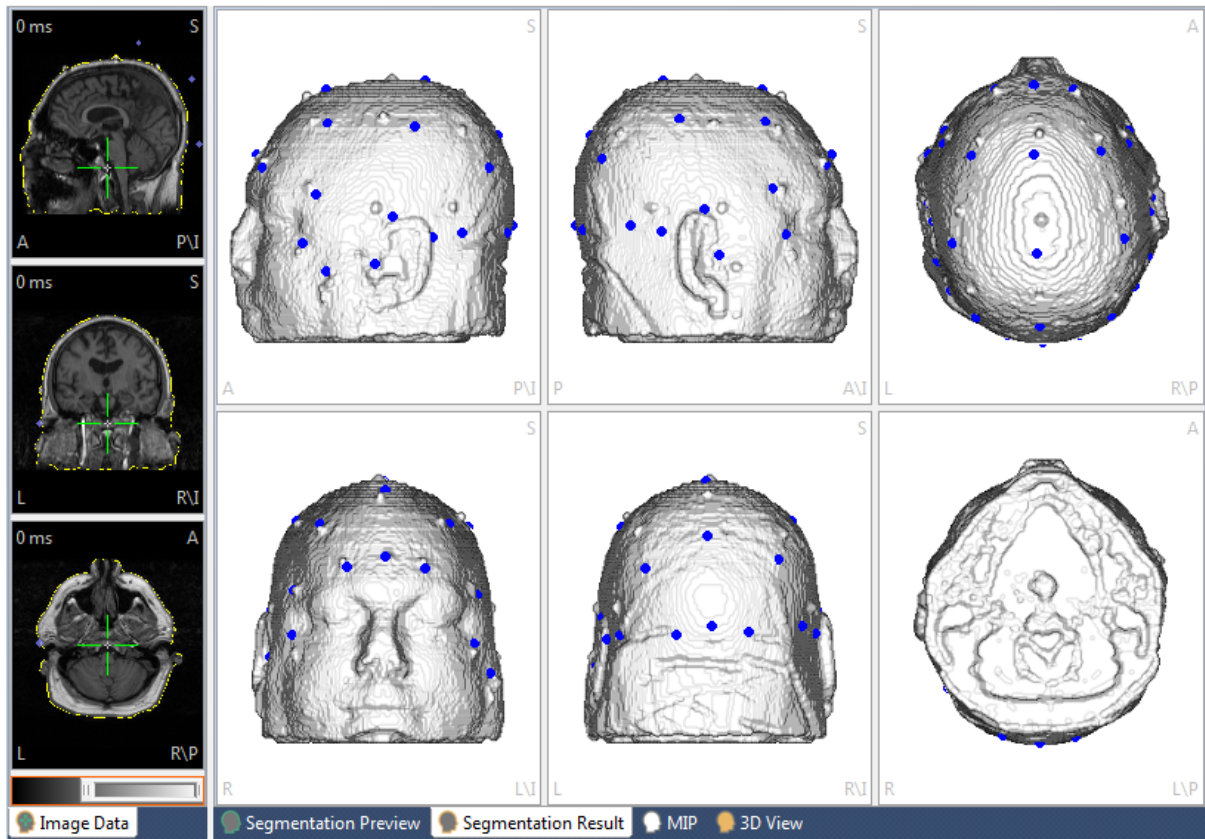 0 ms S
A P\I
0 ms S
L R\I
0 ms A
L R\P
S
A P\I
S
P A\I
A
L R\P
S
R L\I
S
L R\I
A
R L\P
Image Data
Segmentation Preview Segmentation Result MIP 3D View